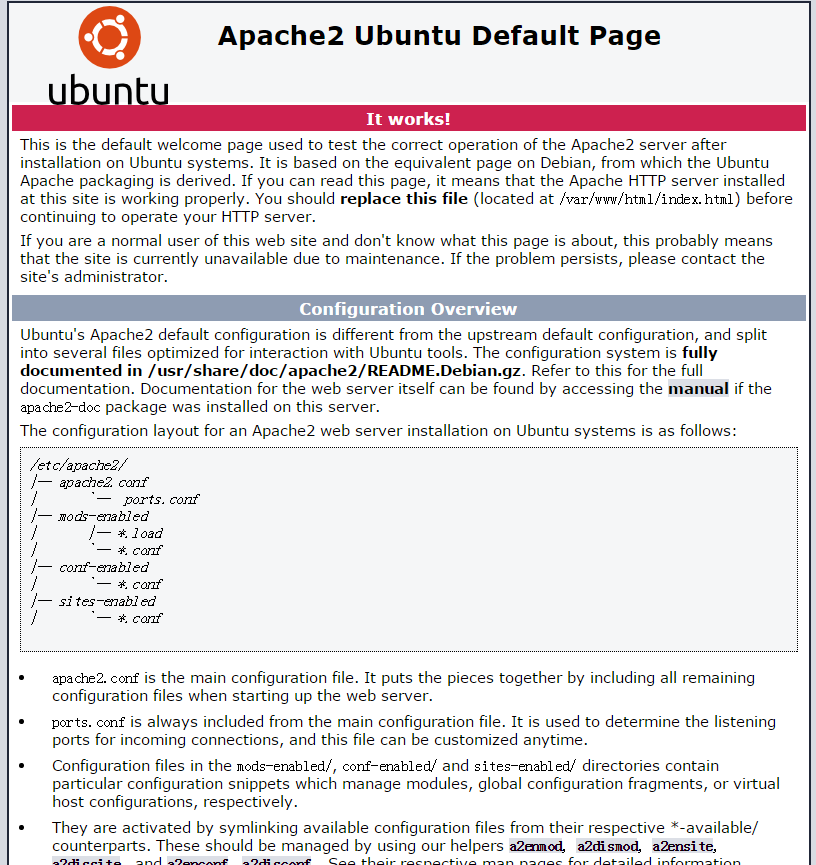 ubuntu
Apache2 Ubuntu Default Page
It works!
This is the default welcome page used to test the correct operation of the Apache2 server after
installation on Ubuntu systems. It is based on the equivalent page on Debian, from which the Ubuntu
Apache packaging is derived. If you can read this page, it means that the Apache HTTP server installed
at this site is working properly. You should replace this file (located at /var/www/html/index.html) before
continuing to operate your HTTP server.
If you are a normal user of this web site and don't know what this page is about, this probably means
that the site is currently unavailable due to maintenance. If the problem persists, please contact the
site's administrator.
Configuration Overview
Ubuntu's Apache2 default configuration is different from the upstream default configuration, and split
into several files optimized for interaction with Ubuntu tools. The configuration system is fully
documented in /usr/share/doc/apache2/README.Debian.gz. Refer to this for the full
documentation. Documentation for the web server itself can be found by accessing the manual if the
apache2-doc package was installed on this server.
The configuration layout for an Apache2 web server installation on Ubuntu systems is as follows:
/etc/apache2/
|-- apache2.conf
|       `--  ports.conf
|-- mods-enabled
|       |-- *.load
|       `-- *.conf
|-- conf-enabled
|       `-- *.conf
|-- sites-enabled
|       `-- *.conf
• apache2.conf is the main configuration file. It puts the pieces together by including all remaining
configuration files when starting up the web server.
• ports.conf is always included from the main configuration file. It is used to determine the listening
ports for incoming connections, and this file can be customized anytime.
• Configuration files in the mods-enabled/, conf-enabled/ and sites-enabled/ directories contain
particular configuration snippets which manage modules, global configuration fragments, or virtual
host configurations, respectively.
• They are activated by symlinking available configuration files from their respective *-available/
counterparts. These should be managed by using our helpers a2enmod, a2dismod, a2ensite,
a2dissite, and a2enconf, a2disconf . See their respective man pages for detailed information.